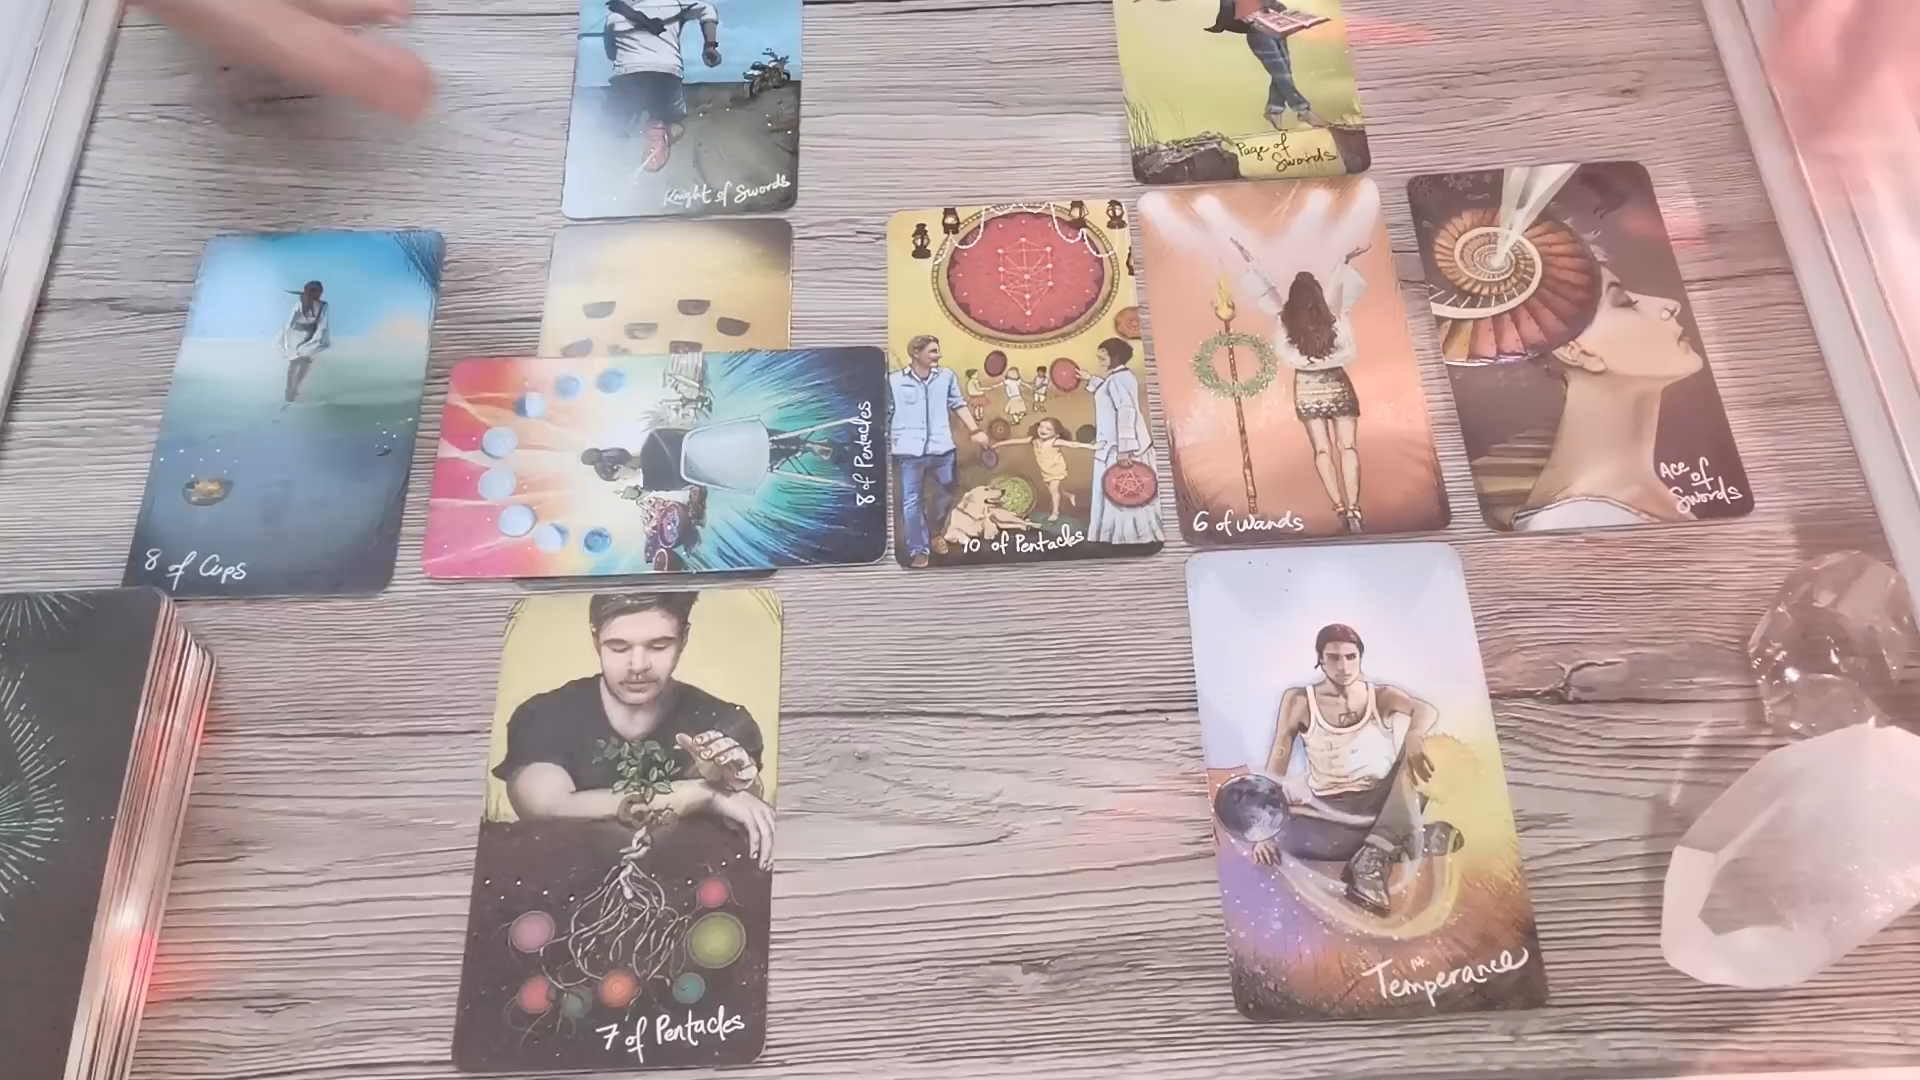 Knight of Swords
Page of
Swords
8 of Cups
8 of Pentacles
10 of Pentacles
6 of Wands
Ace
of
Swords
7 of Pentacles
14.
Temperance